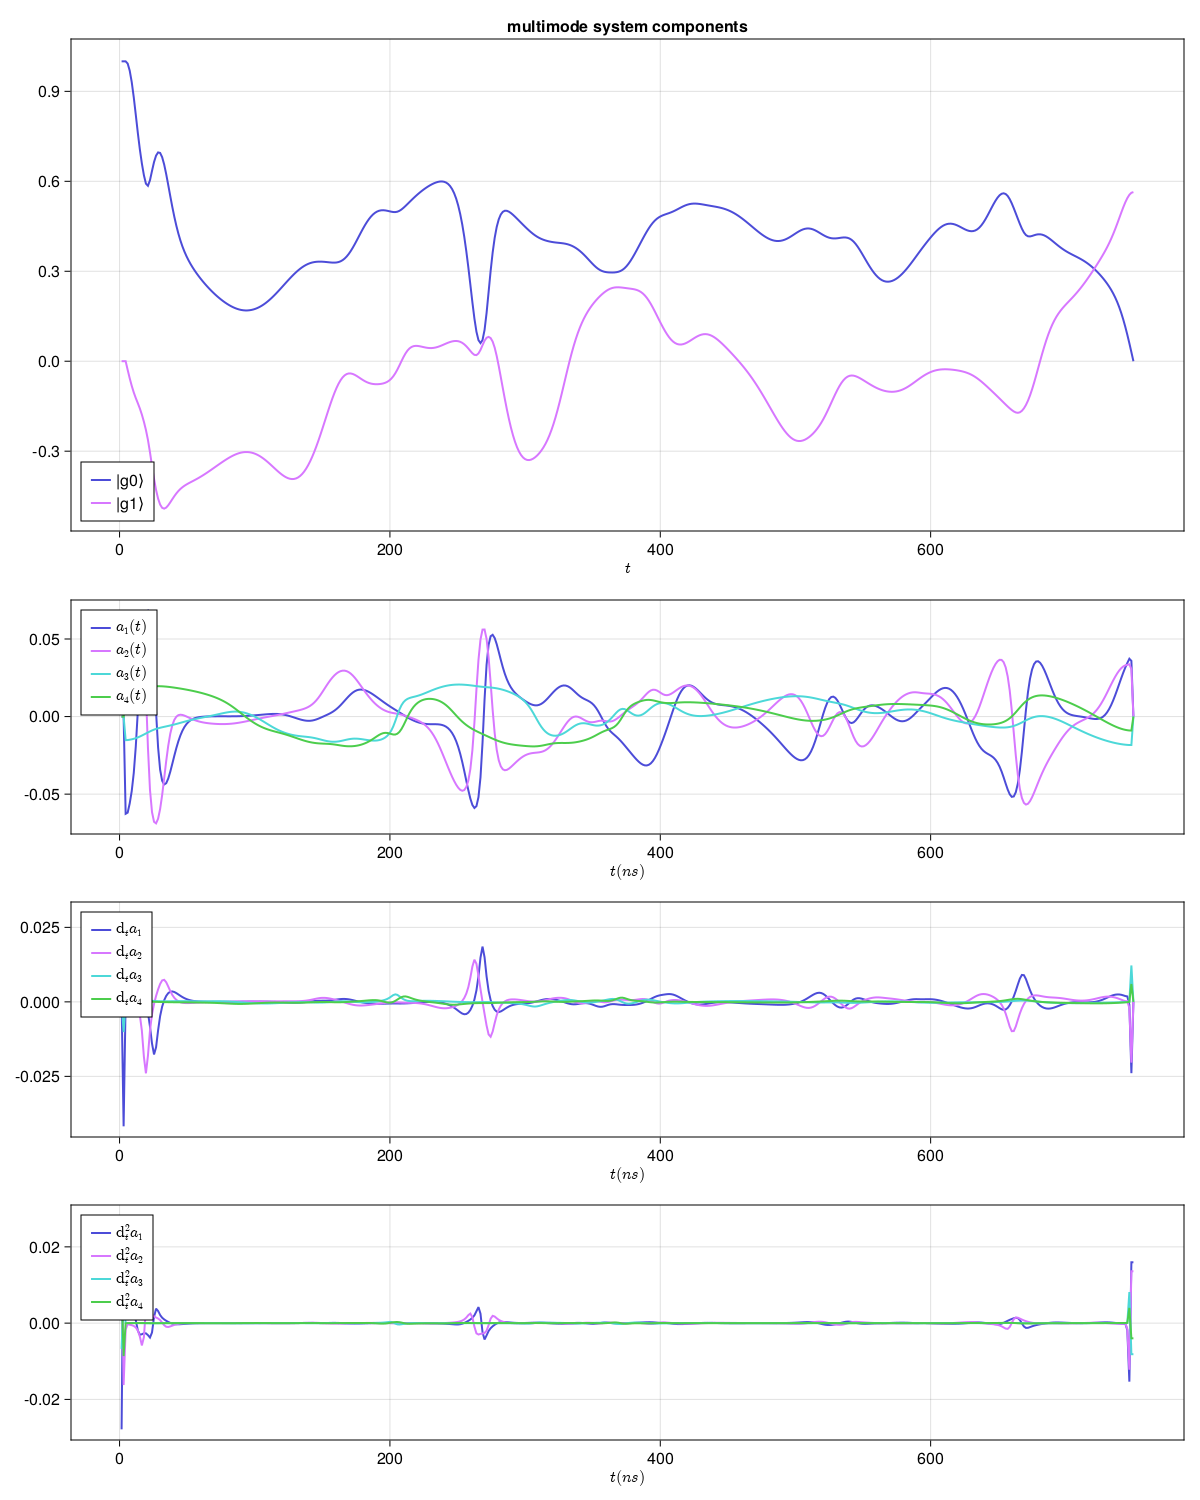 multimode system components
0.9
0.6
0.3
0.0
-0.3
|g0⟩
|g1⟩
0 200 400 600
t
0.05
0.00
-0.05
a₁(t)
a₂(t)
a₃(t)
a₄(t)
0 200 400 600
t(ns)
0.025
0.000
-0.025
dₜa₁
dₜa₂
dₜa₃
dₜa₄
0 200 400 600
t(ns)
0.02
0.00
-0.02
d²ₜa₁
d²ₜa₂
d²ₜa₃
d²ₜa₄
0 200 400 600
t(ns)